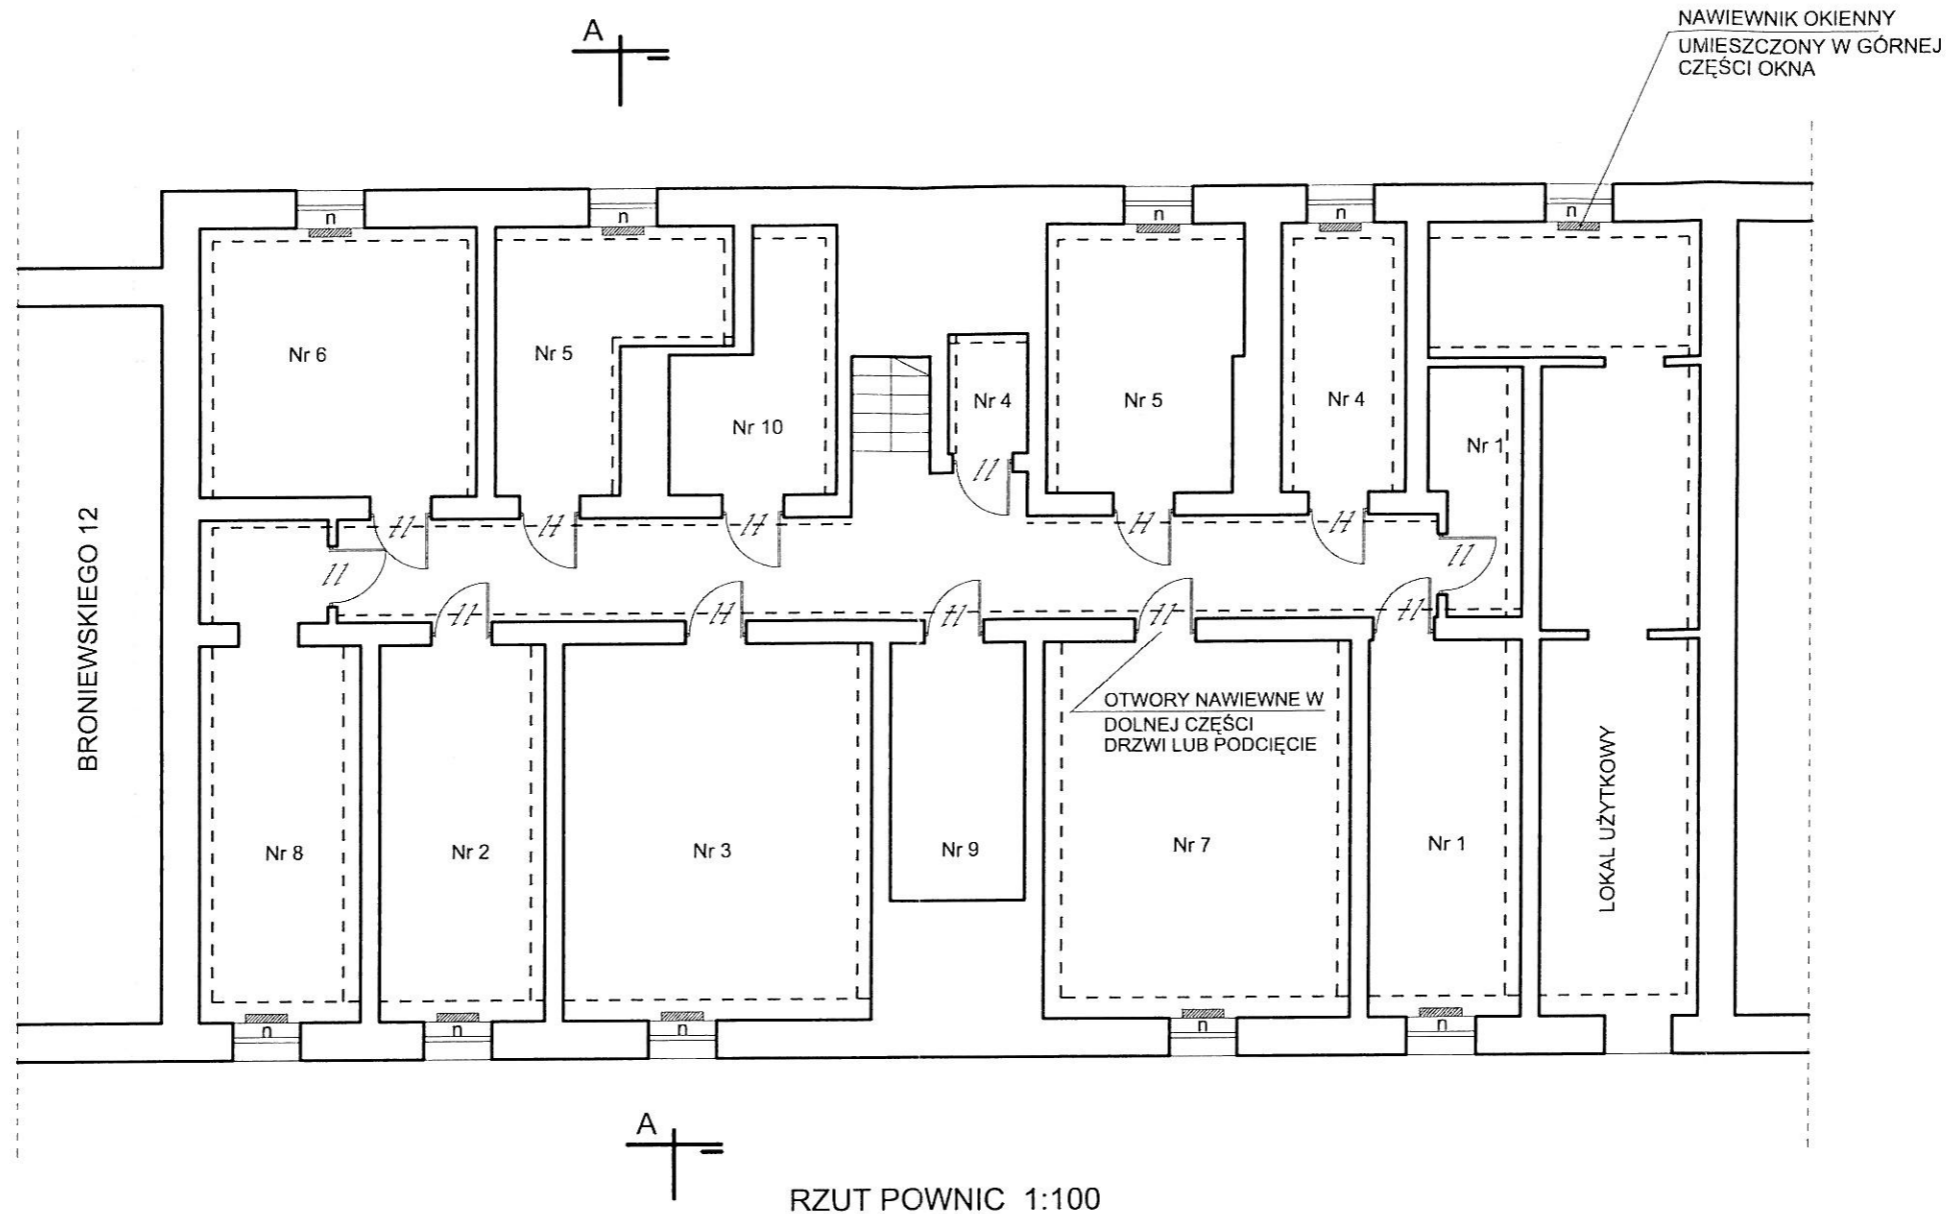 A
NAWIEWNIK OKIENNY
UMIESZCZONY W GÓRNEJ
CZĘŚCI OKNA
n
n
n
n
n
Nr 6
Nr 5
Nr 10
Nr 4
Nr 5
Nr 4
Nr 1
BRONIEWSKIEGO 12
OTWORY NAWIEWNE W
DOLNEJ CZĘŚCI
DRZWI LUB PODCIĘCIE
LOKAL UŻYTKOWY
Nr 8
Nr 2
Nr 3
Nr 9
Nr 7
Nr 1
n
n
n
n
n
A
RZUT POWNIC 1:100